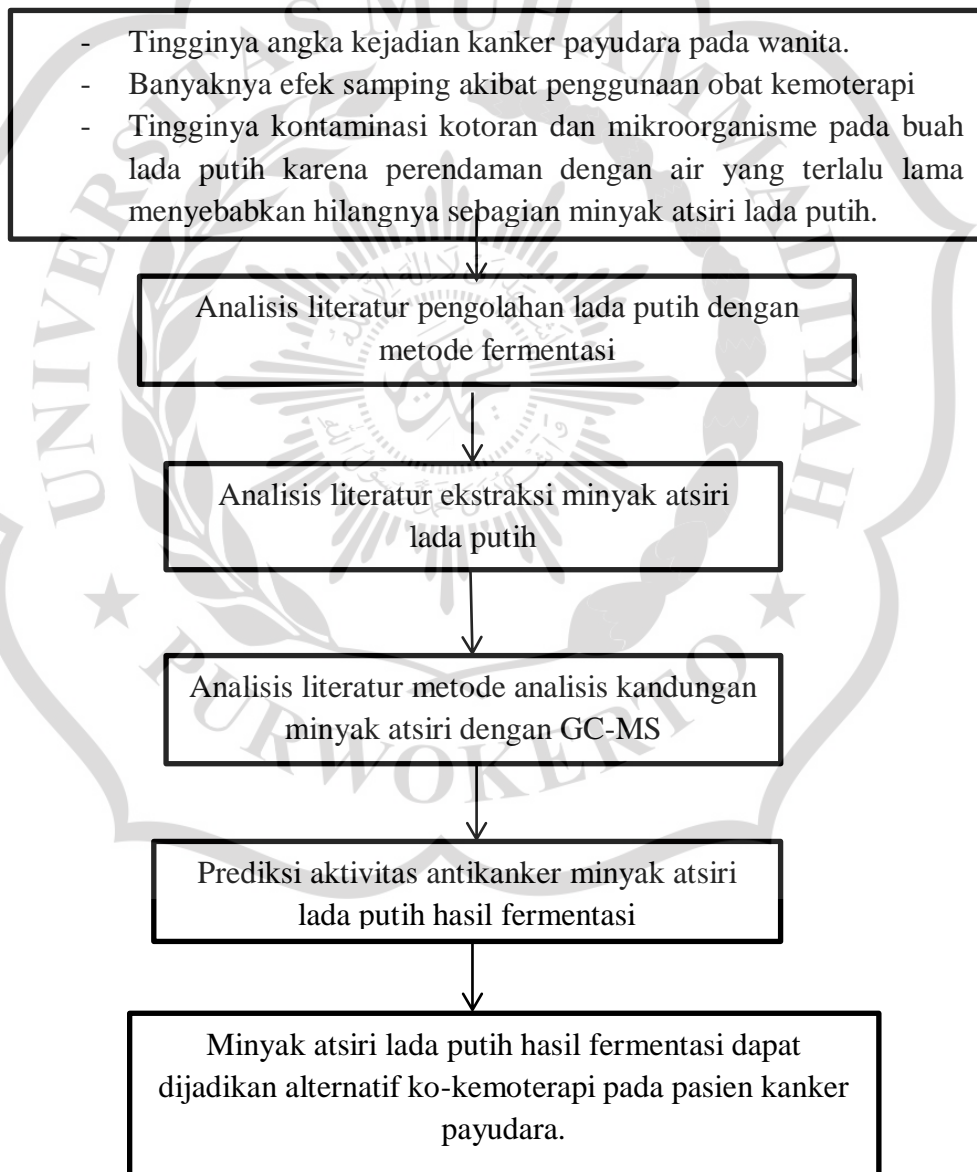 - Tingginya angka kejadian kanker payudara pada wanita.
- Banyaknya efek samping akibat penggunaan obat kemoterapi
- Tingginya kontaminasi kotoran dan mikroorganisme pada buah
lada putih karena perendaman dengan air yang terlalu lama
menyebabkan hilangnya sebagian minyak atsiri lada putih.
Analisis literatur pengolahan lada putih dengan
metode fermentasi
Analisis literatur ekstraksi minyak atsiri
lada putih
Analisis literatur metode analisis kandungan
minyak atsiri dengan GC-MS
Prediksi aktivitas antikanker minyak atsiri
lada putih hasil fermentasi
Minyak atsiri lada putih hasil fermentasi dapat
dijadikan alternatif ko-kemoterapi pada pasien kanker
payudara.
UNIVERSITAS MUHAMMADIYAH
PURWOKERTO